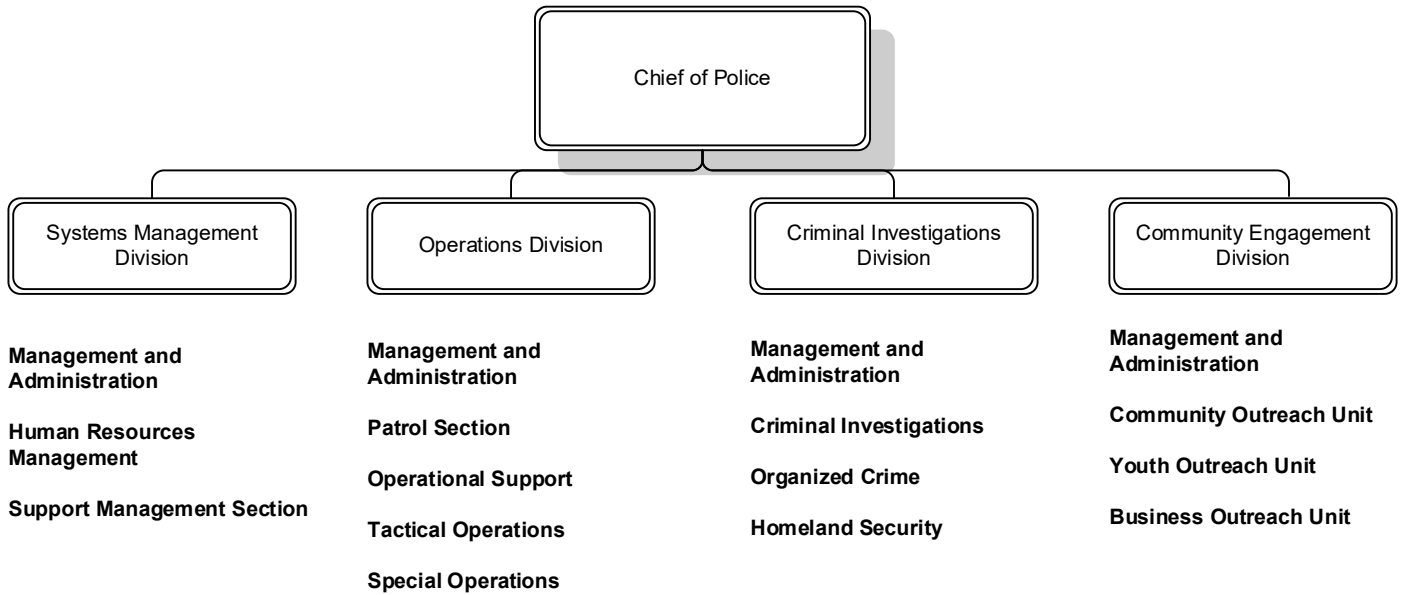 Chief of Police
Systems Management
Division
Operations Division
Criminal Investigations
Division
Community Engagement
Division
Management and
Administration
Human Resources
Management
Support Management Section
Management and
Administration
Patrol Section
Operational Support
Tactical Operations
Special Operations
Management and
Administration
Criminal Investigations
Organized Crime
Homeland Security
Management and
Administration
Community Outreach Unit
Youth Outreach Unit
Business Outreach Unit